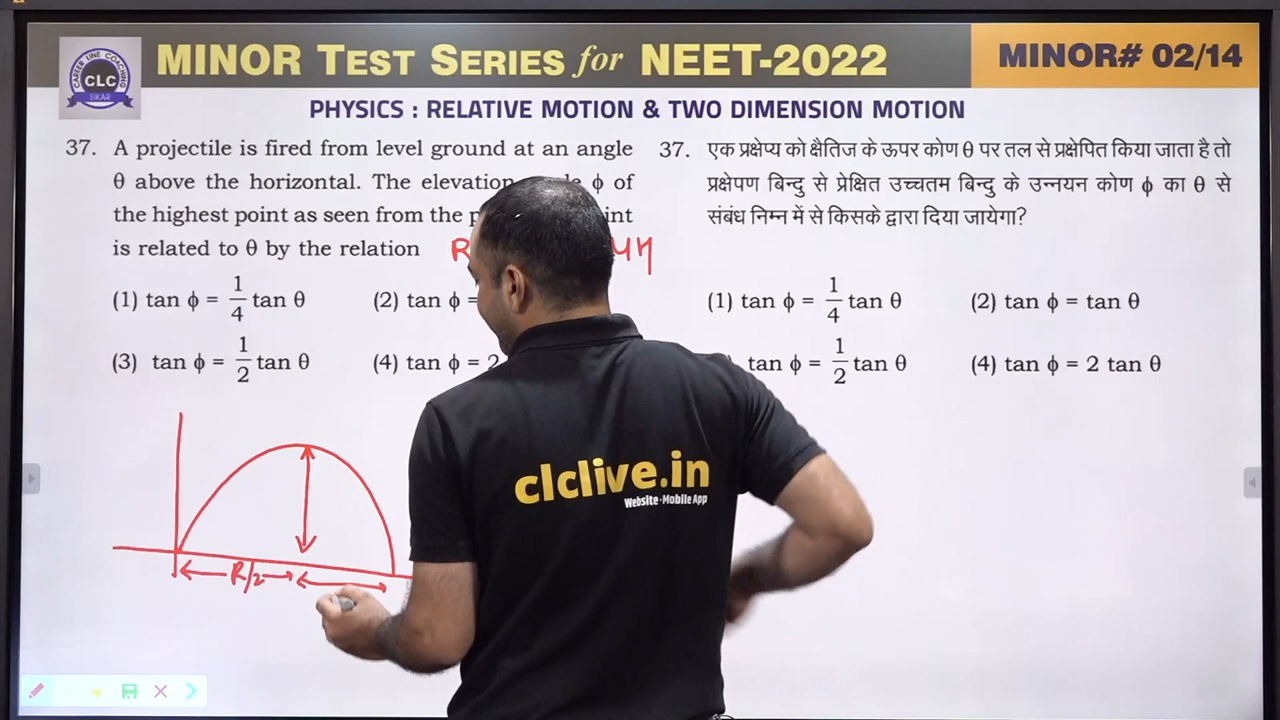 MINOR TEST SERIES for NEET-2022
MINOR# 02/14
CAREER LINE COACHING
CLC
SIKAR
PHYSICS : RELATIVE MOTION & TWO DIMENSION MOTION
37. A projectile is fired from level ground at an angle
θ above the horizontal. The elevation ϕ of
the highest point as seen from the
is related to θ by the relation
R 4H
(1) tan ϕ = 1/4 tan θ
(2) tan ϕ =
(3) tan ϕ = 1/2 tan θ
(4) tan ϕ = 2
37. एक प्रक्षेप्य को क्षैतिज के ऊपर कोण θ पर तल से प्रक्षेपित किया जाता है तो
प्रक्षेपण बिन्दु से प्रेक्षित उच्चतम बिन्दु के उन्नयन कोण ϕ का θ से
संबंध निम्न में से किसके द्वारा दिया जायेगा?
(1) tan ϕ = 1/4 tan θ
(2) tan ϕ = tan θ
tan ϕ = 1/2 tan θ
(4) tan ϕ = 2 tan θ
R/2
clclive.in
Website·Mobile App